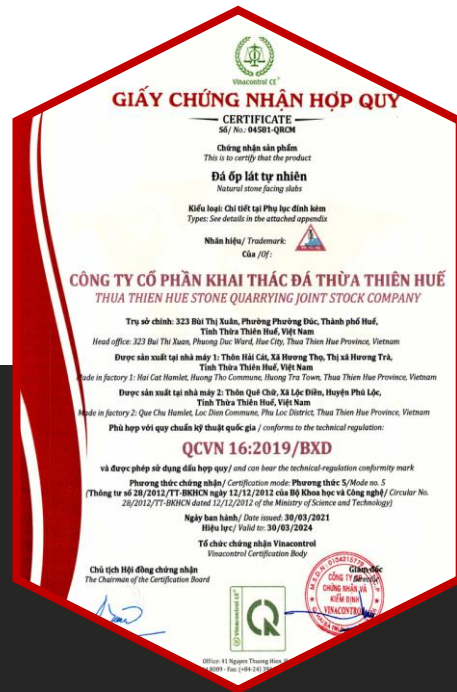 Vinacontrol CE
GIẤY CHỨNG NHẬN HỢP QUY
CERTIFICATE
Số/ No.: 04581-QRCM
Chứng nhận sản phẩm
This is to certify that the product
Đá ốp lát tự nhiên
Natural stone facing slabs
Kiểu loại: Chi tiết tại Phụ lục đính kèm
Types: See details in the attached appendix
Nhãn hiệu/ Trademark:
Của /Of:
CÔNG TY CỔ PHẦN KHAI THÁC ĐÁ THỪA THIÊN HUẾ
THUA THIEN HUE STONE QUARRYING JOINT STOCK COMPANY
Trụ sở chính: 323 Bùi Thị Xuân, Phường Phường Đúc, Thành phố Huế,
Tỉnh Thừa Thiên Huế, Việt Nam
Head office: 323 Bui Thi Xuan, Phuong Duc Ward, Hue City, Thua Thien Hue Province, Vietnam
Được sản xuất tại nhà máy 1: Thôn Hải Cát, Xã Hương Thọ, Thị xã Hương Trà,
Tỉnh Thừa Thiên Huế, Việt Nam
Made in factory 1: Hai Cat Hamlet, Huong Tho Commune, Huong Tra Town, Thua Thien Hue Province, Vietnam
Được sản xuất tại nhà máy 2: Thôn Quê Chữ, Xã Lộc Điền, Huyện Phú Lộc,
Tỉnh Thừa Thiên Huế, Việt Nam
Made in factory 2: Que Chu Hamlet, Loc Dien Commune, Phu Loc District, Thua Thien Hue Province, Vietnam
Phù hợp với quy chuẩn kỹ thuật quốc gia / conforms to the technical regulation:
QCVN 16:2019/BXD
và được phép sử dụng dấu hợp quy/ and can bear the technical-regulation conformity mark
Phương thức chứng nhận/ Certification mode: Phương thức 5/Mode no. 5
(Thông tư số 28/2012/TT-BKHCN ngày 12/12/2012 của Bộ Khoa học và Công nghệ/ Circular No.
28/2012/TT-BKHCN dated 12/12/2012 of the Ministry of Science and Technology)
Ngày ban hành/ Date issued: 30/03/2021
Hiệu lực/ Valid to: 30/03/2024
Tổ chức chứng nhận Vinacontrol
Vinacontrol Certification Body
Chủ tịch Hội đồng chứng nhận
The Chairman of the Certification Board
Giám đốc
Director
CÔNG TY CP
CHỨNG NHẬN VÀ
KIỂM ĐỊNH
VINACONTROL
Vinacontrol CE
Office: 41 Nguyen Thuong Hien,